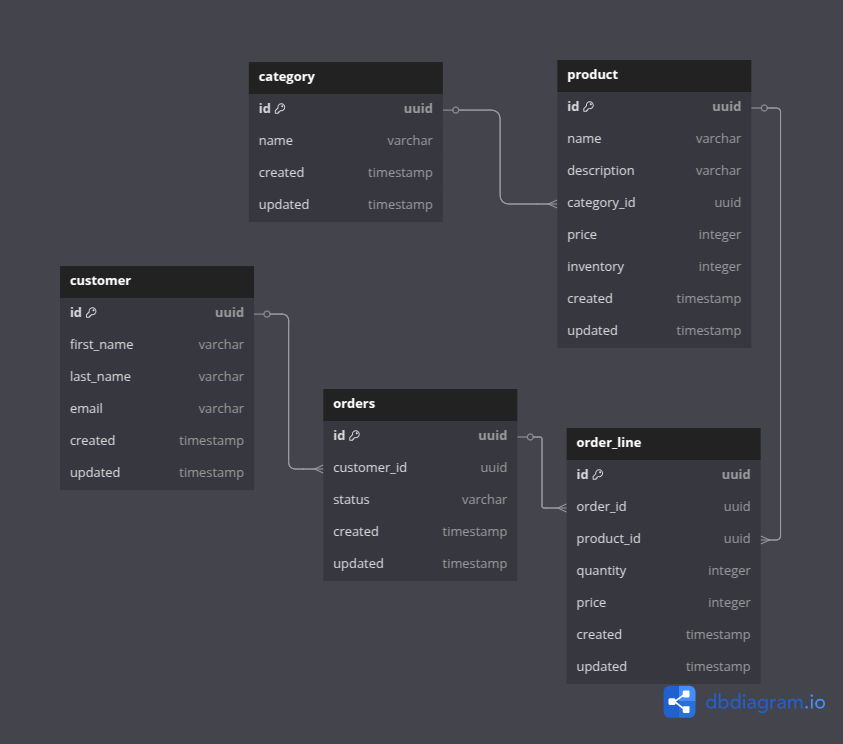 category
id uuid
name varchar
created timestamp
updated timestamp
product
id uuid
name varchar
description varchar
category_id uuid
price integer
inventory integer
created timestamp
updated timestamp
customer
id uuid
first_name varchar
last_name varchar
email varchar
created timestamp
updated timestamp
orders
id uuid
customer_id uuid
status varchar
created timestamp
updated timestamp
order_line
id uuid
order_id uuid
product_id uuid
quantity integer
price integer
created timestamp
updated timestamp
dbdiagram.io